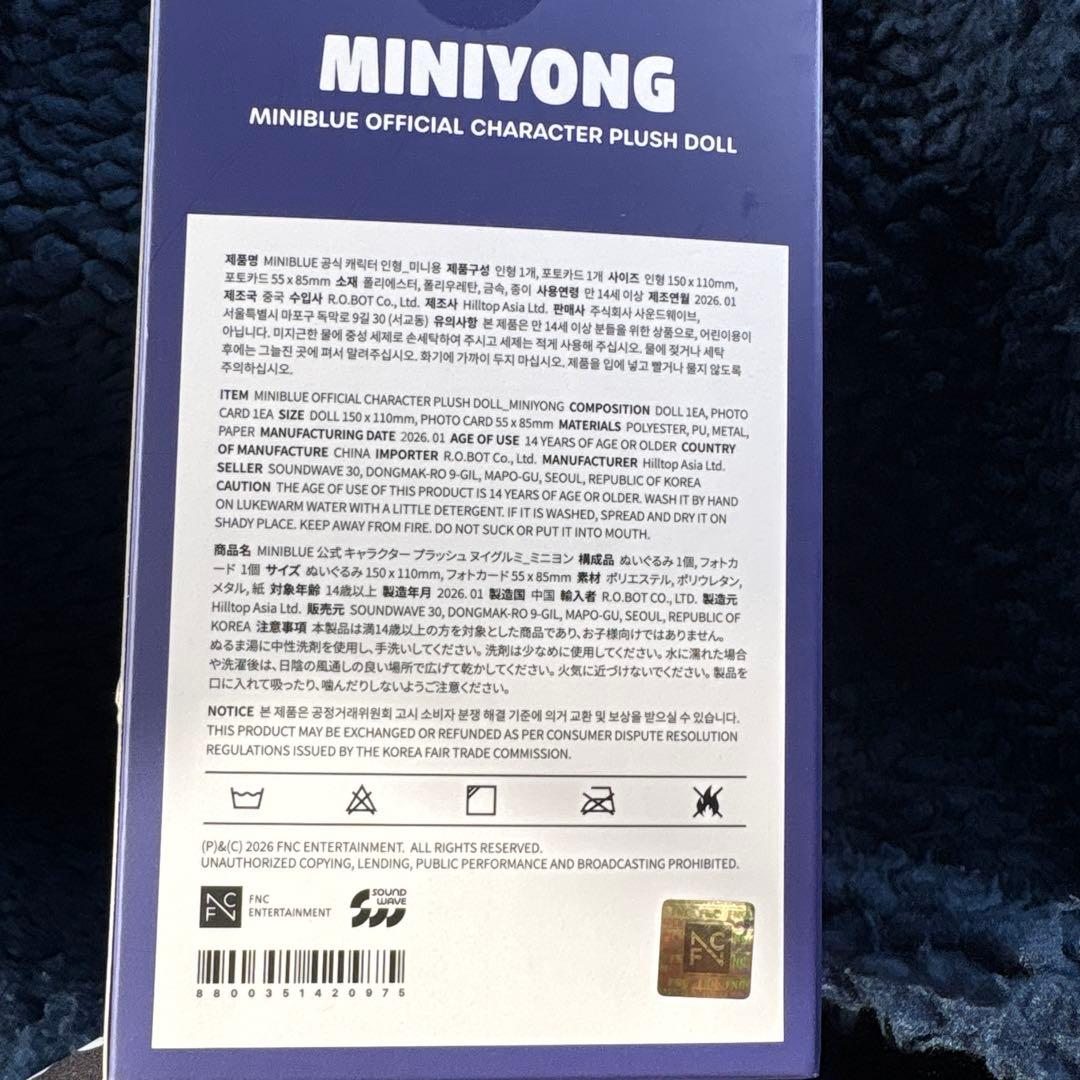 MINIYONG
MINIBLUE OFFICIAL CHARACTER PLUSH DOLL
제품명 MINIBLUE 공식 캐릭터 인형_미니용 제품구성 인형 1개, 포토카드 1개 사이즈 인형 150 x 110mm,
포토카드 55 x 85mm 소재 폴리에스터, 폴리우레탄, 금속, 종이 사용연령 만 14세 이상 제조연월 2026. 01
제조국 중국 수입사 R.O.BOT Co., Ltd. 제조사 Hilltop Asia Ltd. 판매사 주식회사 사운드웨이브,
서울특별시 마포구 독막로 9길 30 (서교동) 유의사항 본 제품은 만 14세 이상 분들을 위한 상품으로, 어린이용이
아닙니다. 미지근한 물에 중성 세제로 손세탁하여 주시고 세제는 적게 사용해 주십시오. 물에 젖거나 세탁
후에는 그늘진 곳에 펴서 말려주십시오. 화기에 가까이 두지 마십시오. 제품을 입에 넣고 빨거나 물지 않도록
주의하십시오.
ITEM MINIBLUE OFFICIAL CHARACTER PLUSH DOLL_MINIYONG COMPOSITION DOLL 1EA, PHOTO
CARD 1EA SIZE DOLL 150 x 110mm, PHOTO CARD 55 x 85mm MATERIALS POLYESTER, PU, METAL,
PAPER MANUFACTURING DATE 2026. 01 AGE OF USE 14 YEARS OF AGE OR OLDER COUNTRY
OF MANUFACTURE CHINA IMPORTER R.O.BOT Co., Ltd. MANUFACTURER Hilltop Asia Ltd.
SELLER SOUNDWAVE 30, DONGMAK-RO 9-GIL, MAPO-GU, SEOUL, REPUBLIC OF KOREA
CAUTION THE AGE OF USE OF THIS PRODUCT IS 14 YEARS OF AGE OR OLDER. WASH IT BY HAND
ON LUKEWARM WATER WITH A LITTLE DETERGENT. IF IT IS WASHED, SPREAD AND DRY IT ON
SHADY PLACE. KEEP AWAY FROM FIRE. DO NOT SUCK OR PUT IT INTO MOUTH.
商品名 MINIBLUE 公式 キャラクター プラッシュ ヌイグルミ_ミニヨン 構成品 ぬいぐるみ 1個, フォトカ
ード 1個 サイズ ぬいぐるみ 150 x 110mm, フォトカード 55 x 85mm 素材 ポリエステル, ポリウレタン,
メタル, 紙 対象年齢 14歳以上 製造年月 2026. 01 製造国 中国 輸入者 R.O.BOT CO., LTD. 製造元
Hilltop Asia Ltd. 販売元 SOUNDWAVE 30, DONGMAK-RO 9-GIL, MAPO-GU, SEOUL, REPUBLIC OF
KOREA 注意事項 本製品は満14歳以上の方を対象とした商品であり、お子様向けではありません。
ぬるま湯に中性洗剤を使用し、手洗いしてください。洗剤は少なめに使用してください。水に濡れた場合
や洗濯後は、日陰の風通しの良い場所で広げて乾かしてください。火気に近づけないでください。製品を
口に入れて吸ったり、噛んだりしないようご注意ください。
NOTICE 본 제품은 공정거래위원회 고시 소비자 분쟁 해결 기준에 의거 교환 및 보상을 받으실 수 있습니다.
THIS PRODUCT MAY BE EXCHANGED OR REFUNDED AS PER CONSUMER DISPUTE RESOLUTION
REGULATIONS ISSUED BY THE KOREA FAIR TRADE COMMISSION.
(P)&(C) 2026 FNC ENTERTAINMENT. ALL RIGHTS RESERVED.
UNAUTHORIZED COPYING, LENDING, PUBLIC PERFORMANCE AND BROADCASTING PROHIBITED.
FNC
ENTERTAINMENT
SOUND
WAVE
8800351420975